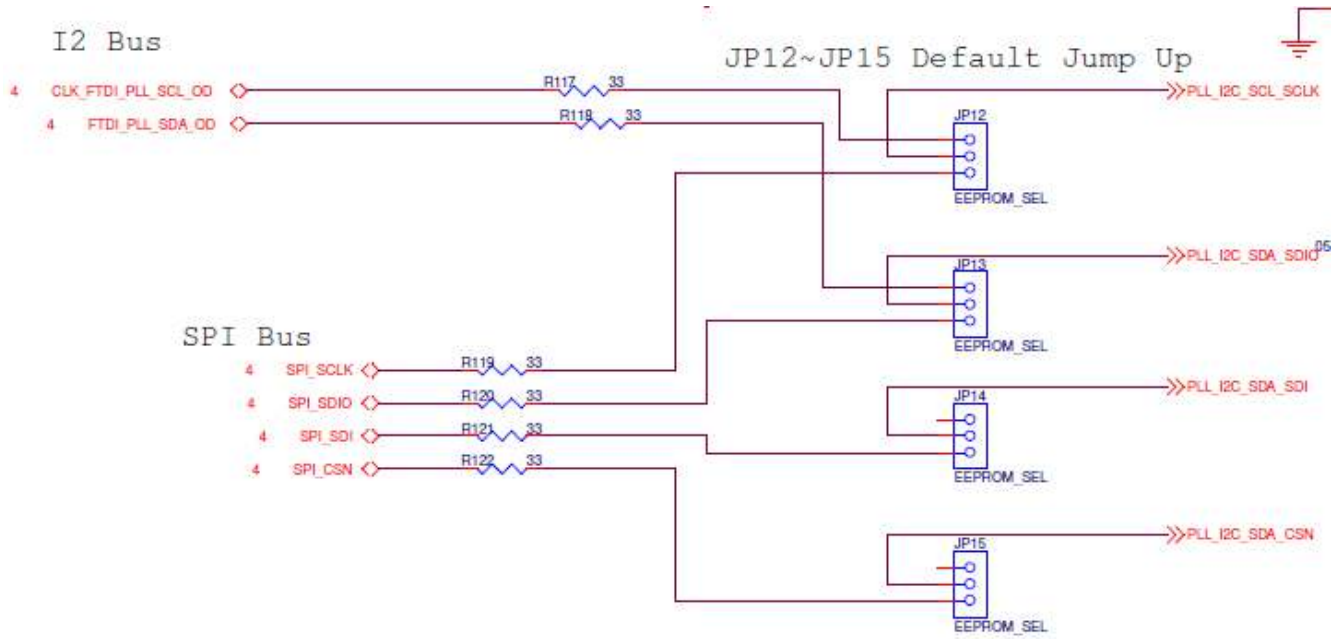 I2 Bus
JP12~JP15 Default Jump Up
4 CLK_FTDI_PLL_SCL_OD R117 33 PLL_I2C_SCL_SCLK
4 FTDI_PLL_SDA_OD R118 33
JP12
EEPROM_SEL
PLL_I2C_SDA_SDIO 05
JP13
EEPROM_SEL
SPI Bus
4 SPI_SCLK R119 33
4 SPI_SDIO R120 33
PLL_I2C_SDA_SDI
JP14
4 SPI_SDI R121 33
4 SPI_CSN R122 33
EEPROM_SEL
PLL_I2C_SDA_CSN
JP15
EEPROM_SEL